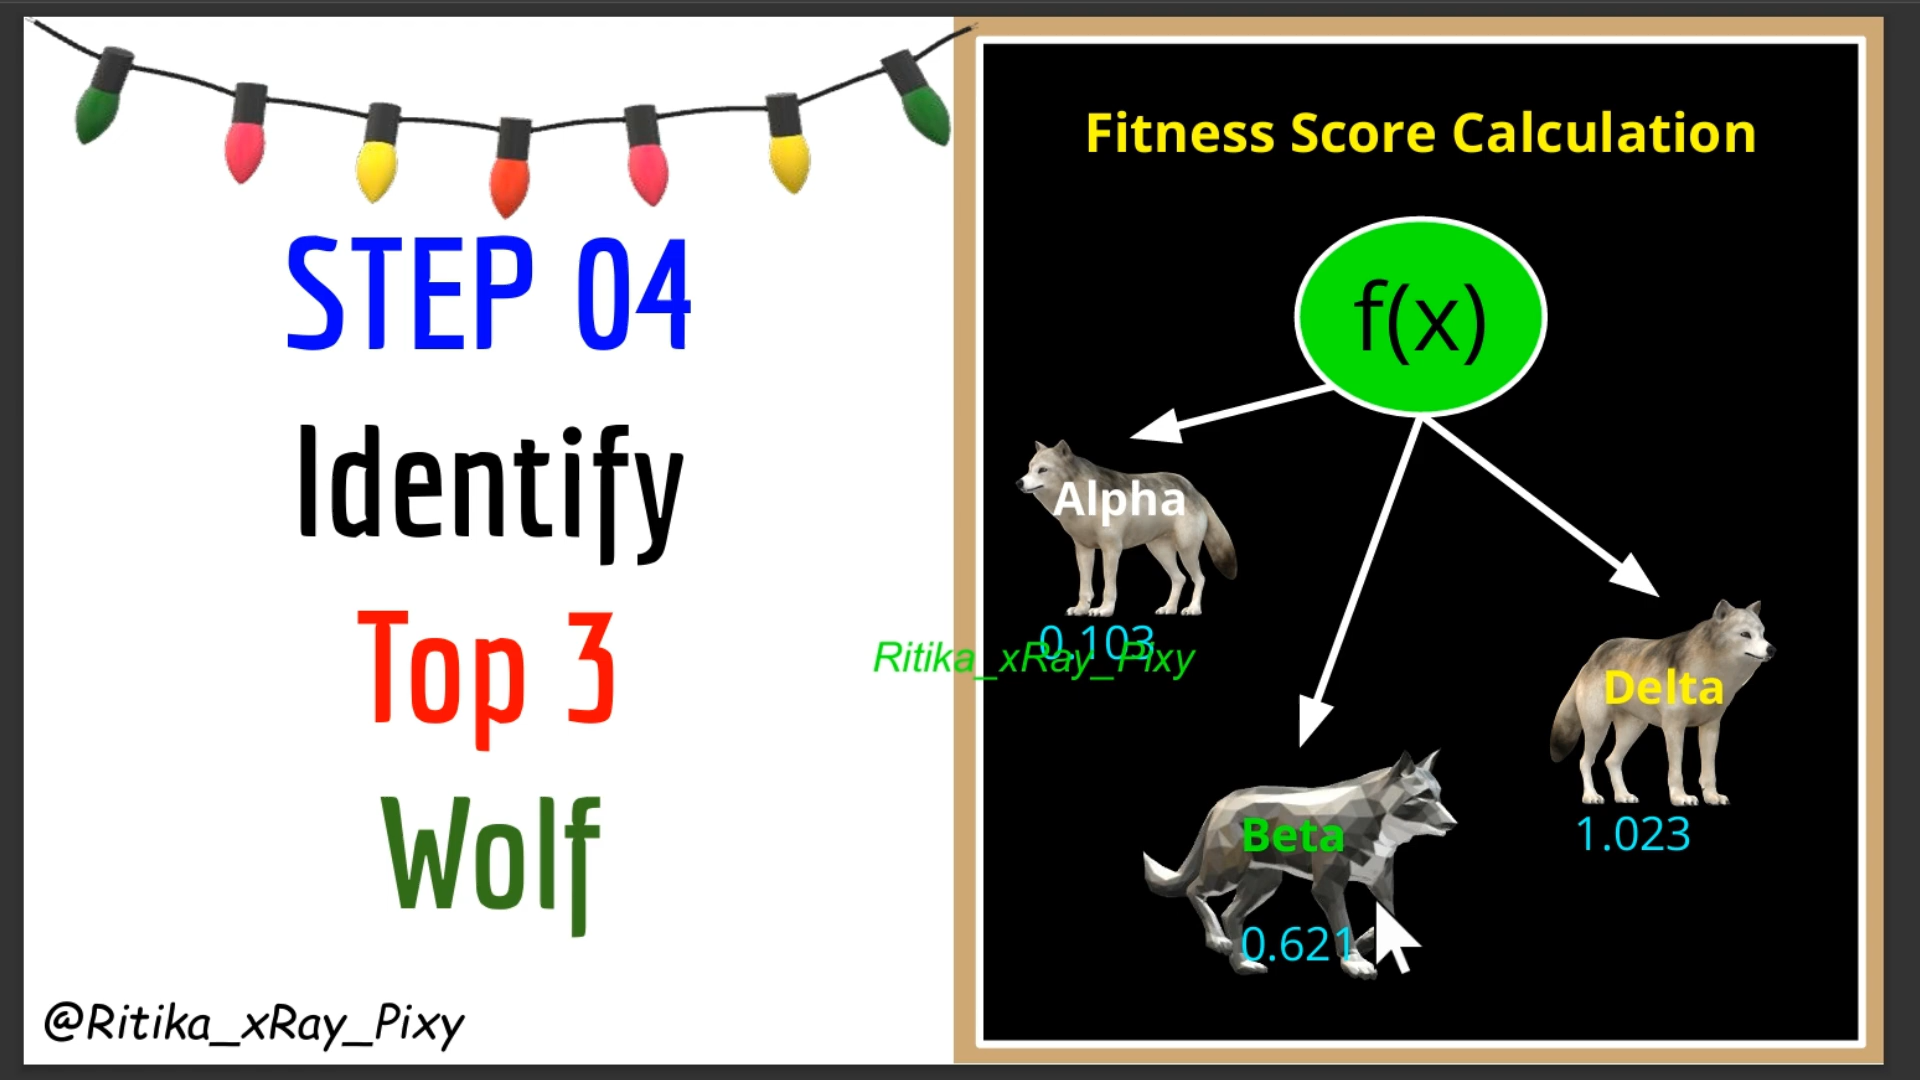 STEP 04
Identify
Top 3
Wolf
@Ritika_xRay_Pixy
Fitness Score Calculation
f(x)
Alpha
0.103
Ritika_xRay_Pixy
Delta
1.023
Beta
0.621